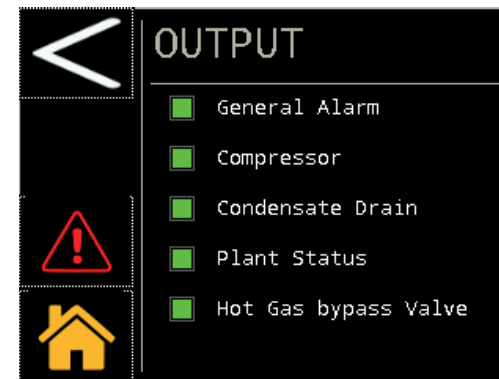 OUTPUT
General Alarm
Compressor
Condensate Drain
Plant Status
Hot Gas bypass Valve